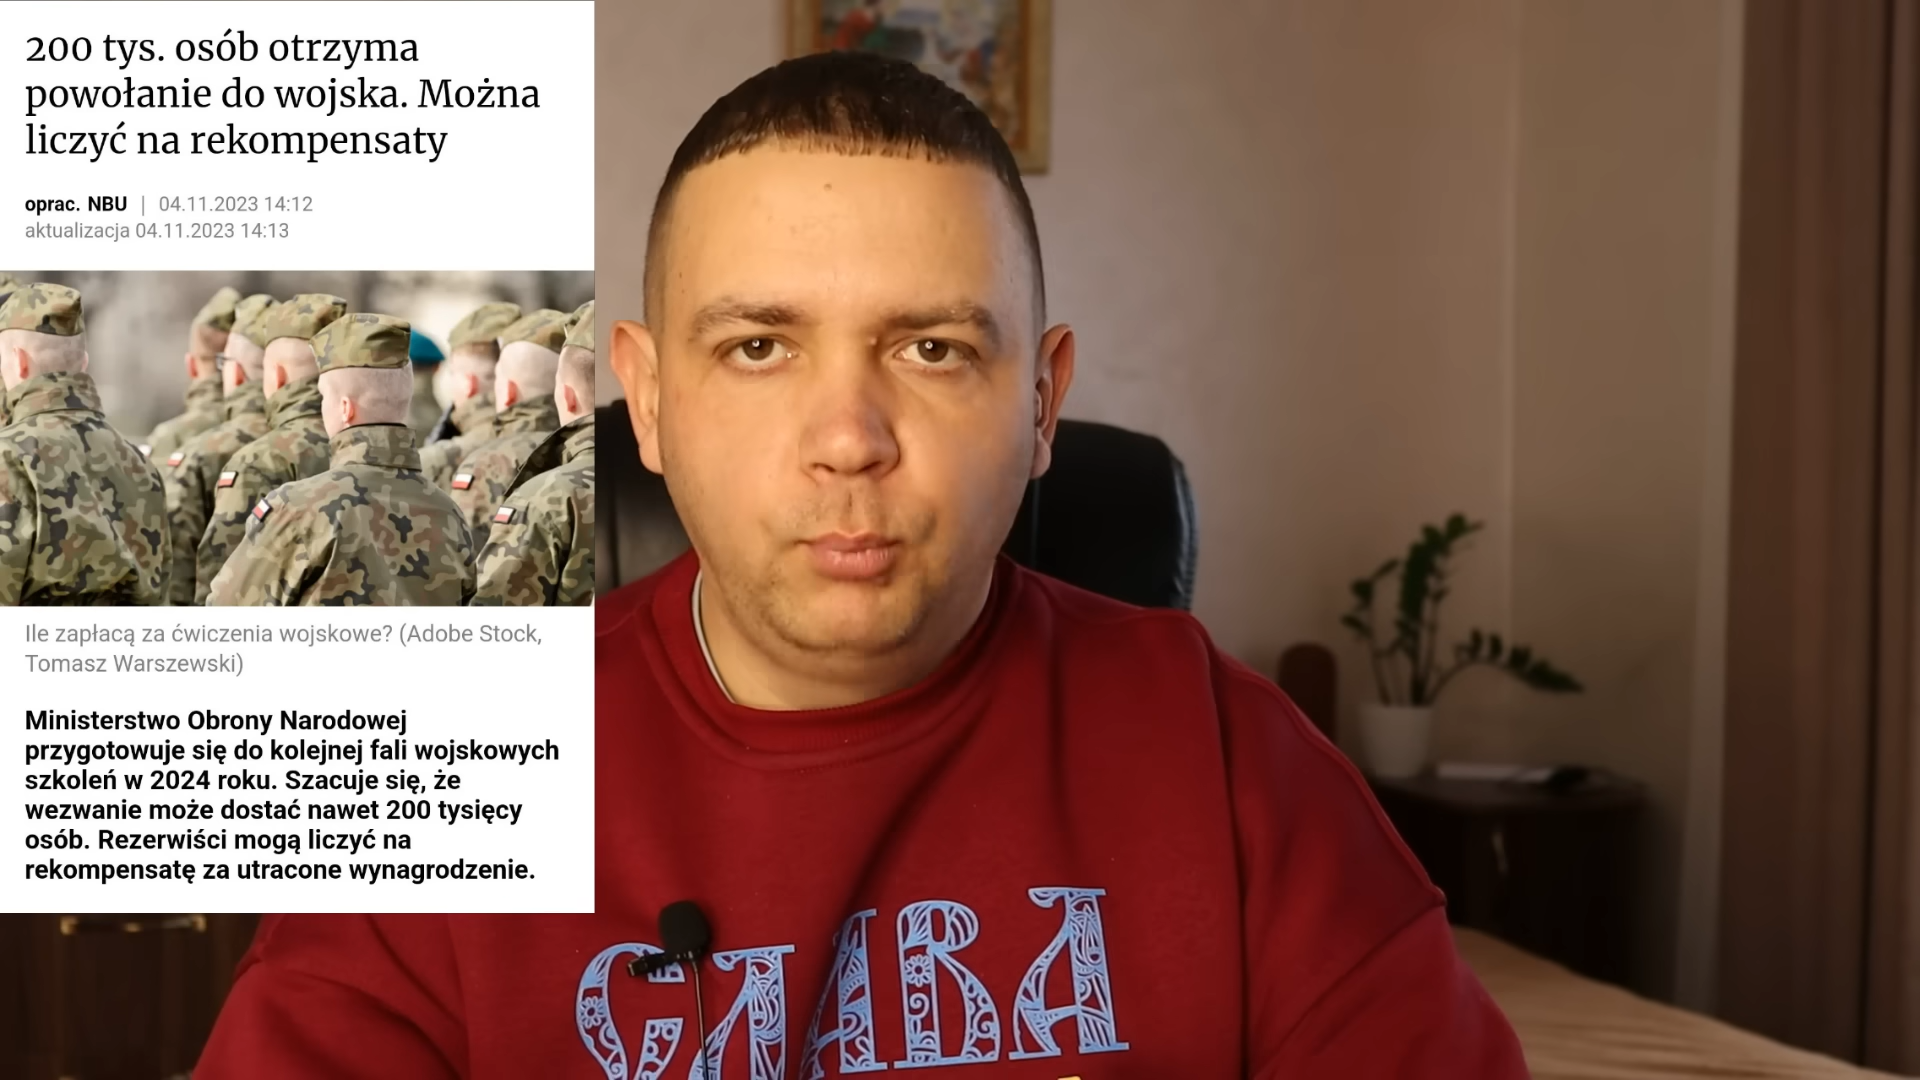 200 tys. osób otrzyma
powołanie do wojska. Można
liczyć na rekompensaty
oprac. NBU | 04.11.2023 14:12
aktualizacja 04.11.2023 14:13
Ile zapłacą za ćwiczenia wojskowe? (Adobe Stock,
Tomasz Warszewski)
Ministerstwo Obrony Narodowej
przygotowuje się do kolejnej fali wojskowych
szkoleń w 2024 roku. Szacuje się, że
wezwanie może dostać nawet 200 tysięcy
osób. Rezerwiści mogą liczyć na
rekompensatę za utracone wynagrodzenie.
СЛАВА